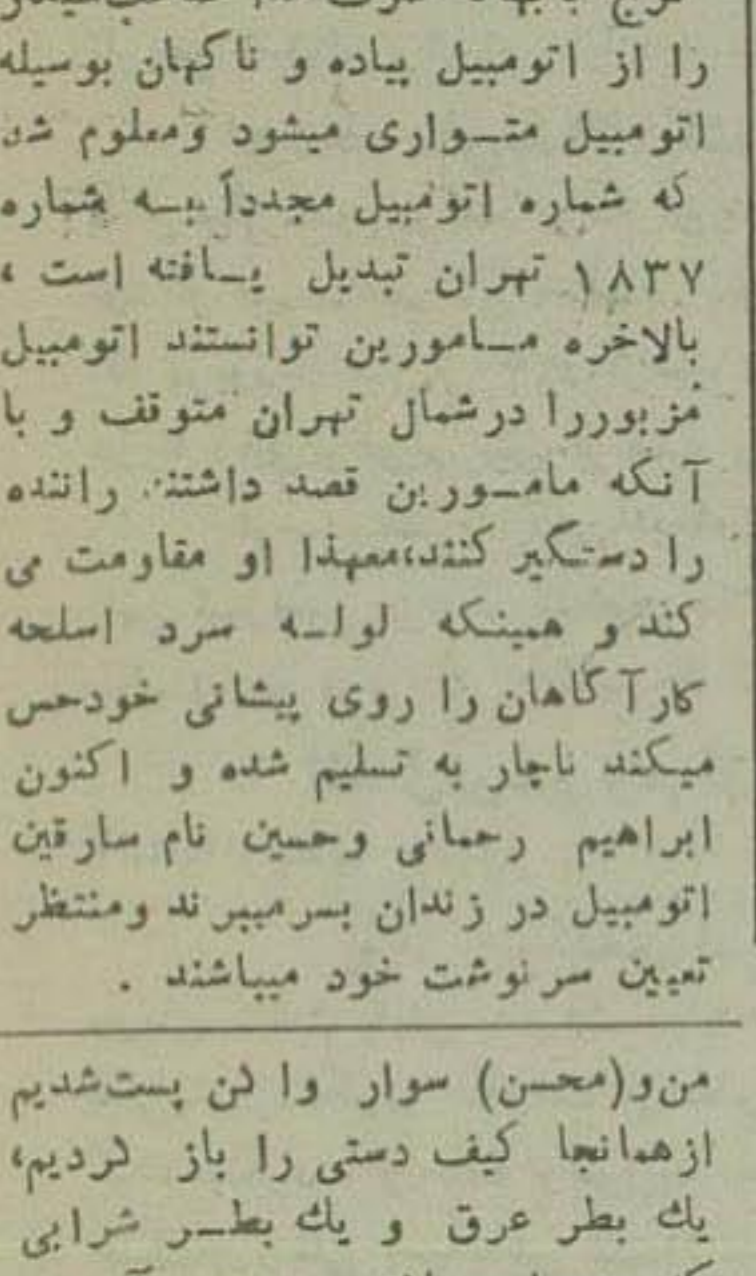 را از اتومبیل پیاده و ناگهان بوسیله
اتومبیل متـواری میشود ومعلوم شد
که شماره اتومبیل مجدداً بـه شماره
۱۸۳۷ تهران تبدیل یـافته است ،
بالاخره مـامورین توانستند اتومبیل
مزبوررا درشمال تهران متوقف و با
آنکه مامـورین قصد داشتند راننده
را دستگیر کنند،معهذا او مقاومت می
کند و همینکه لولـه سرد اسلحه
کارآگاهان را روی پیشانی خودحس
میکند ناچار به تسلیم شده و اکنون
ابراهیم رحمانی وحسین نام سارقین
اتومبیل در زندان بسرمیبرند ومنتظر
تعیین سرنوشت خود میباشند .
من و(محسن) سوار واگن پست‌شدیم
ازهمانجا کیف دستی را باز کردیم،
یك بطر عرق و یك بطـر شرابی